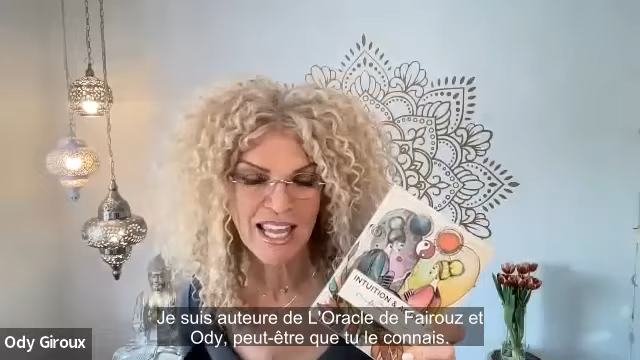 INTUITION &
Je suis auteure de L'Oracle de Fairouz et
Ody, peut-être que tu le connais.
Ody Giroux